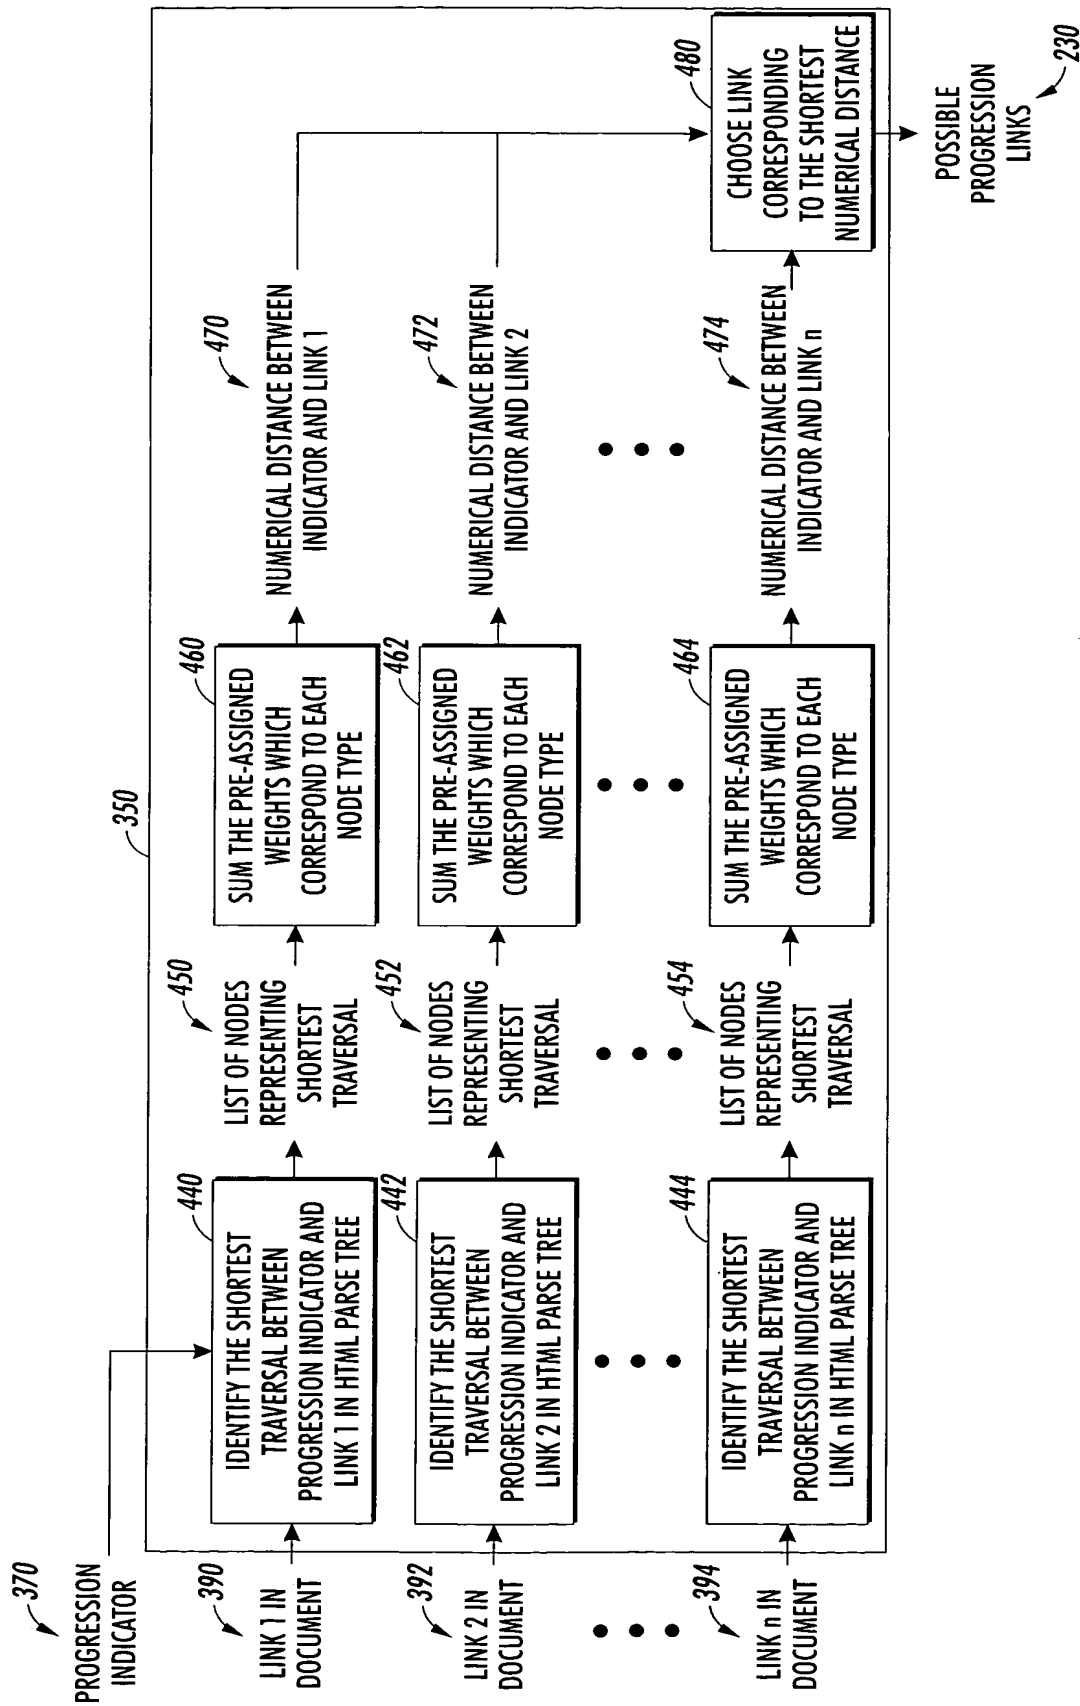 370
PROGRESSION
INDICATOR
350
390
LINK 1 IN
DOCUMENT
440
IDENTIFY THE SHORTEST
TRAVERSAL BETWEEN
PROGRESSION INDICATOR AND
LINK 1 IN HTML PARSE TREE
450
LIST OF NODES
REPRESENTING
SHORTEST
TRAVERSAL
460
SUM THE PRE-ASSIGNED
WEIGHTS WHICH
CORRESPOND TO EACH
NODE TYPE
470
NUMERICAL DISTANCE BETWEEN
INDICATOR AND LINK 1
392
LINK 2 IN
DOCUMENT
442
IDENTIFY THE SHORTEST
TRAVERSAL BETWEEN
PROGRESSION INDICATOR AND
LINK 2 IN HTML PARSE TREE
452
LIST OF NODES
REPRESENTING
SHORTEST
TRAVERSAL
462
SUM THE PRE-ASSIGNED
WEIGHTS WHICH
CORRESPOND TO EACH
NODE TYPE
472
NUMERICAL DISTANCE BETWEEN
INDICATOR AND LINK 2
394
LINK n IN
DOCUMENT
444
IDENTIFY THE SHORTEST
TRAVERSAL BETWEEN
PROGRESSION INDICATOR AND
LINK n IN HTML PARSE TREE
454
LIST OF NODES
REPRESENTING
SHORTEST
TRAVERSAL
464
SUM THE PRE-ASSIGNED
WEIGHTS WHICH
CORRESPOND TO EACH
NODE TYPE
474
NUMERICAL DISTANCE BETWEEN
INDICATOR AND LINK n
480
CHOOSE LINK
CORRESPONDING
TO THE SHORTEST
NUMERICAL DISTANCE
POSSIBLE
PROGRESSION
LINKS
230